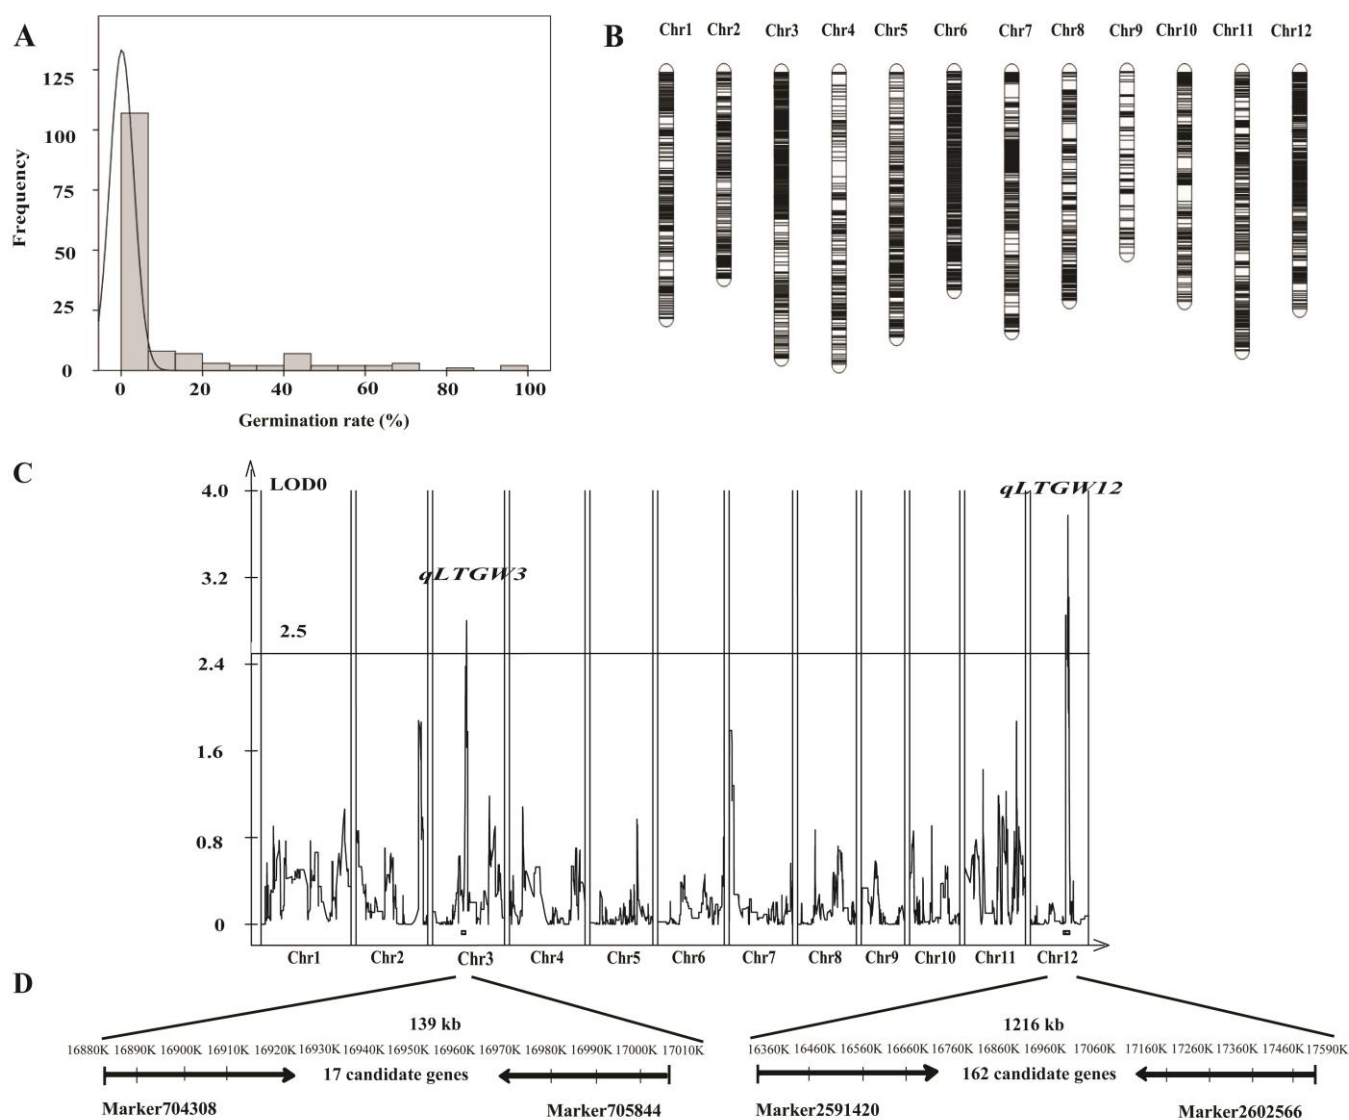 A
125
100
75
50
25
0
Frequency
0 20 40 60 80 100
Germination rate (%)
B
Chr1 Chr2 Chr3 Chr4 Chr5 Chr6 Chr7 Chr8 Chr9 Chr10 Chr11 Chr12
C
LOD0
4.0
3.2
2.5
2.4
1.6
0.8
0
qLTGW3
qLTGW12
Chr1 Chr2 Chr3 Chr4 Chr5 Chr6 Chr7 Chr8 Chr9 Chr10 Chr11 Chr12
D
139 kb
16880K 16890K 16900K 16910K 16920K 16930K 16940K 16950K 16960K 16970K 16980K 16990K 17000K 17010K
17 candidate genes
Marker704308 Marker705844
1216 kb
16360K 16460K 16560K 16660K 16760K 16860K 16960K 17060K 17160K 17260K 17360K 17460K 17590K
162 candidate genes
Marker2591420 Marker2602566